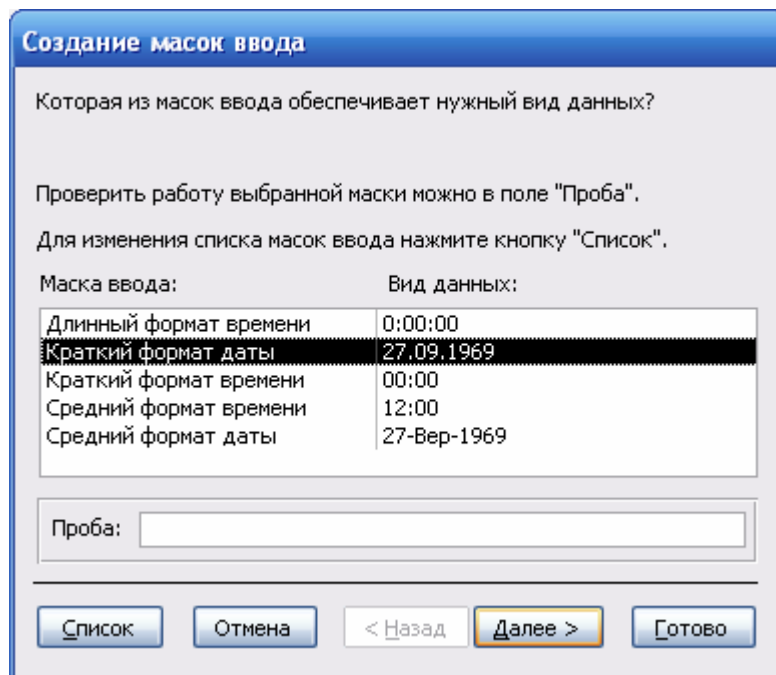 Создание масок ввода
Которая из масок ввода обеспечивает нужный вид данных?
Проверить работу выбранной маски можно в поле "Проба".
Для изменения списка масок ввода нажмите кнопку "Список".
Маска ввода: Вид данных:
Длинный формат времени 0:00:00
Краткий формат даты 27.09.1969
Краткий формат времени 00:00
Средний формат времени 12:00
Средний формат даты 27-Вер-1969
Проба:
Список Отмена < Назад Далее > Готово